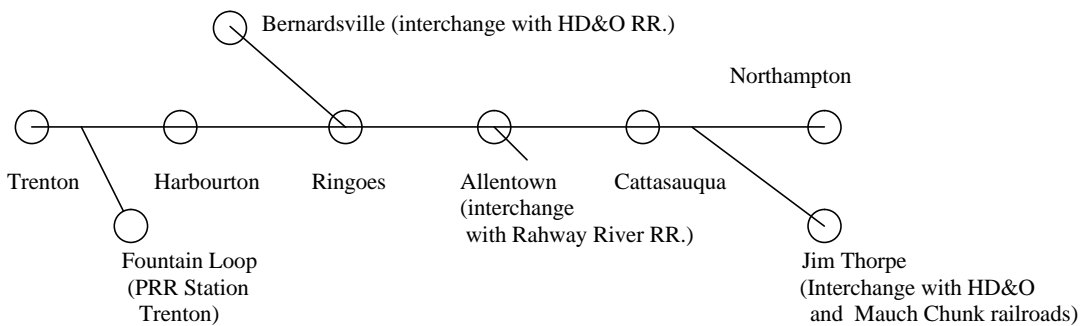 Bernardsville (interchange with HD&O RR.)
Northampton
Trenton
Harbourton
Ringoes
Allentown
(interchange
with Rahway River RR.)
Cattasauqua
Fountain Loop
(PRR Station
Trenton)
Jim Thorpe
(Interchange with HD&O
and Mauch Chunk railroads)